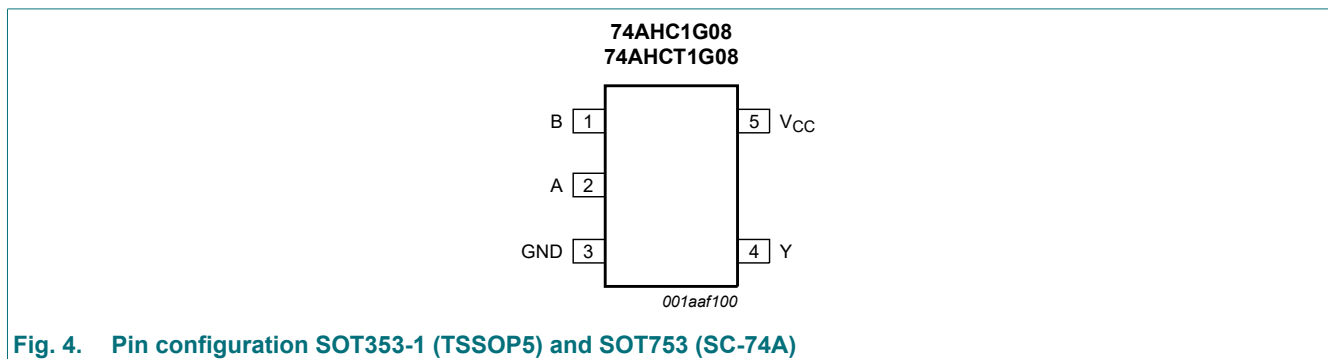 74AHC1G08
74AHCT1G08
B 1
5 VCC
A 2
GND 3
4 Y
001aaf100
Fig. 4. Pin configuration SOT353-1 (TSSOP5) and SOT753 (SC-74A)